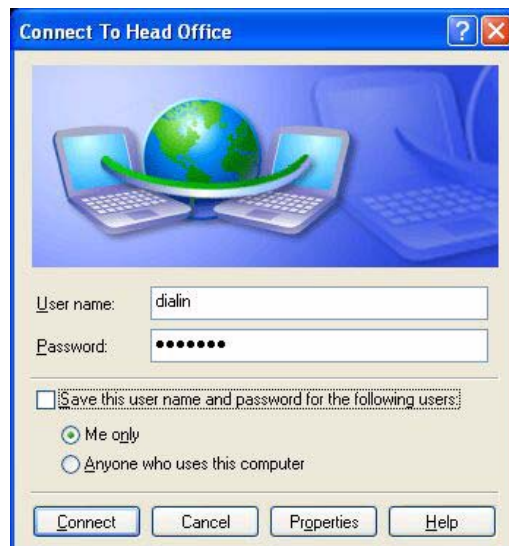 Connect To Head Office
User name: dialin
Password: •••••••
Save this user name and password for the following users:
Me only
Anyone who uses this computer
Connect Cancel Properties Help